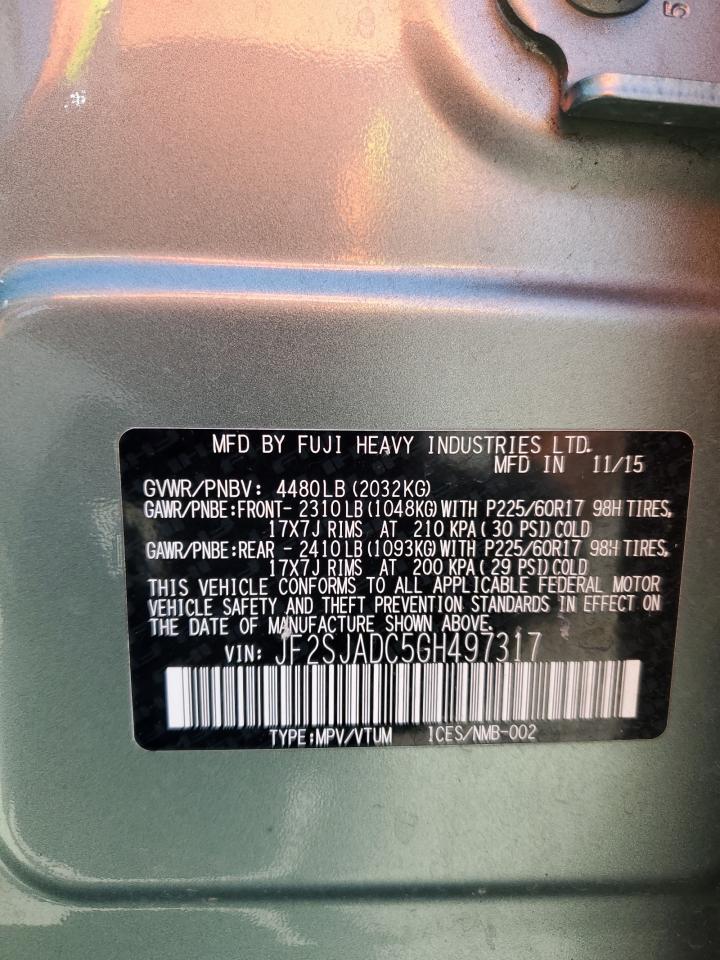 5
MFD BY FUJI HEAVY INDUSTRIES LTD.
MFD IN 11/15
GVWR/PNBV: 4480LB(2032KG)
GAWR/PNBE:FRONT- 2310LB(1048KG)WITH P225/60R17 98H TIRES,
17X7J RIMS AT 210 KPA(30 PSI)COLD
GAWR/PNBE:REAR - 2410LB(1093KG)WITH P225/60R17 98H TIRES,
17X7J RIMS AT 200 KPA(29 PSI)COLD
THIS VEHICLE CONFORMS TO ALL APPLICABLE FEDERAL MOTOR
VEHICLE SAFETY AND THEFT PREVENTION STANDARDS IN EFFECT ON
THE DATE OF MANUFACTURE SHOWN ABOVE.
VIN: JF2SJADC5GH497317
TYPE:MPV/VTUM ICES/NMB-002